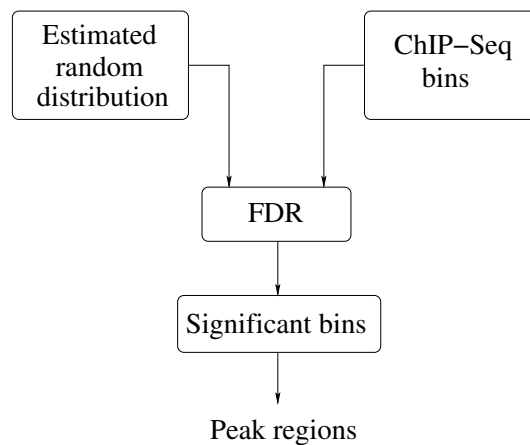 Estimated
random
distribution
ChIP−Seq
bins
FDR
Significant bins
Peak regions